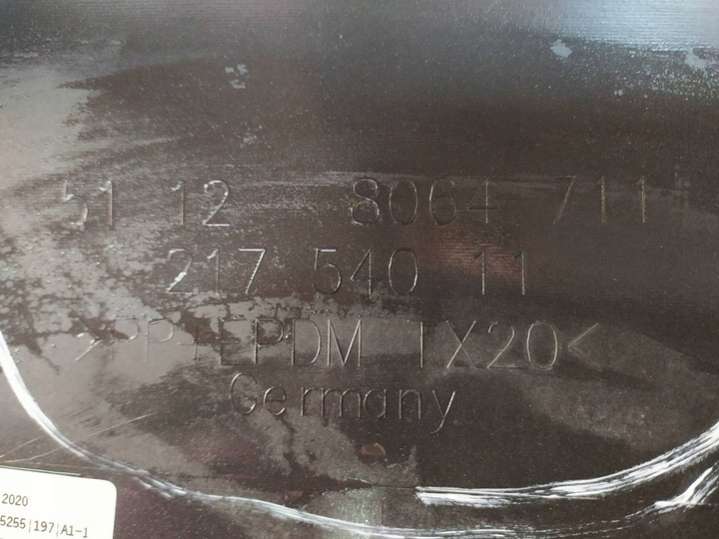 51 12 8064 711
217 540 11
>PP+EPDM TX20<
Germany
2020
5255|197|A1-1